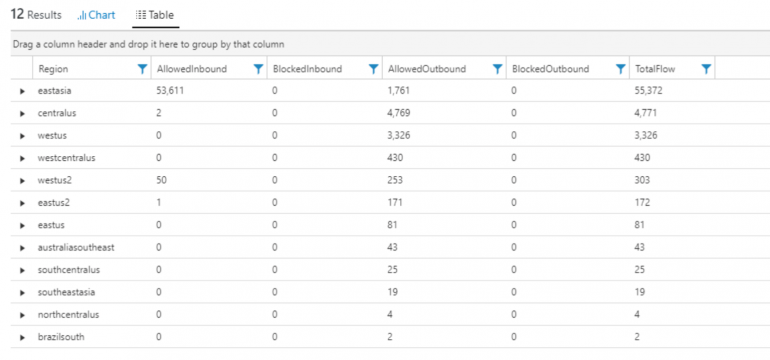 12 Results Chart Table
Drag a column header and drop it here to group by that column
Region AllowedInbound BlockedInbound AllowedOutbound BlockedOutbound TotalFlow
eastasia 53,611 0 1,761 0 55,372
centralus 2 0 4,769 0 4,771
westus 0 0 3,326 0 3,326
westcentralus 0 0 430 0 430
westus2 50 0 253 0 303
eastus2 1 0 171 0 172
eastus 0 0 81 0 81
australiasoutheast 0 0 43 0 43
southcentralus 0 0 25 0 25
southeastasia 0 0 19 0 19
northcentralus 0 0 4 0 4
brazilsouth 0 0 2 0 2